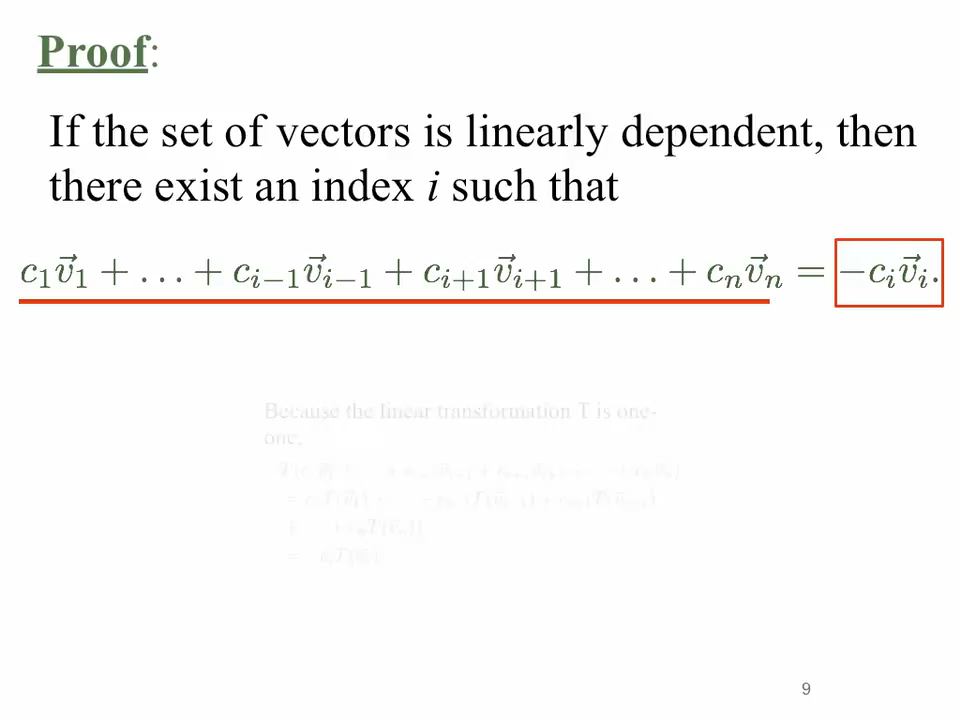 Proof:
If the set of vectors is linearly dependent, then
there exist an index i such that
c₁v⃗₁ + … + cᵢ₋₁v⃗ᵢ₋₁ + cᵢ₊₁v⃗ᵢ₊₁ + … + cₙv⃗ₙ = −cᵢv⃗ᵢ.
Because the linear transformation T is one-
one,
9